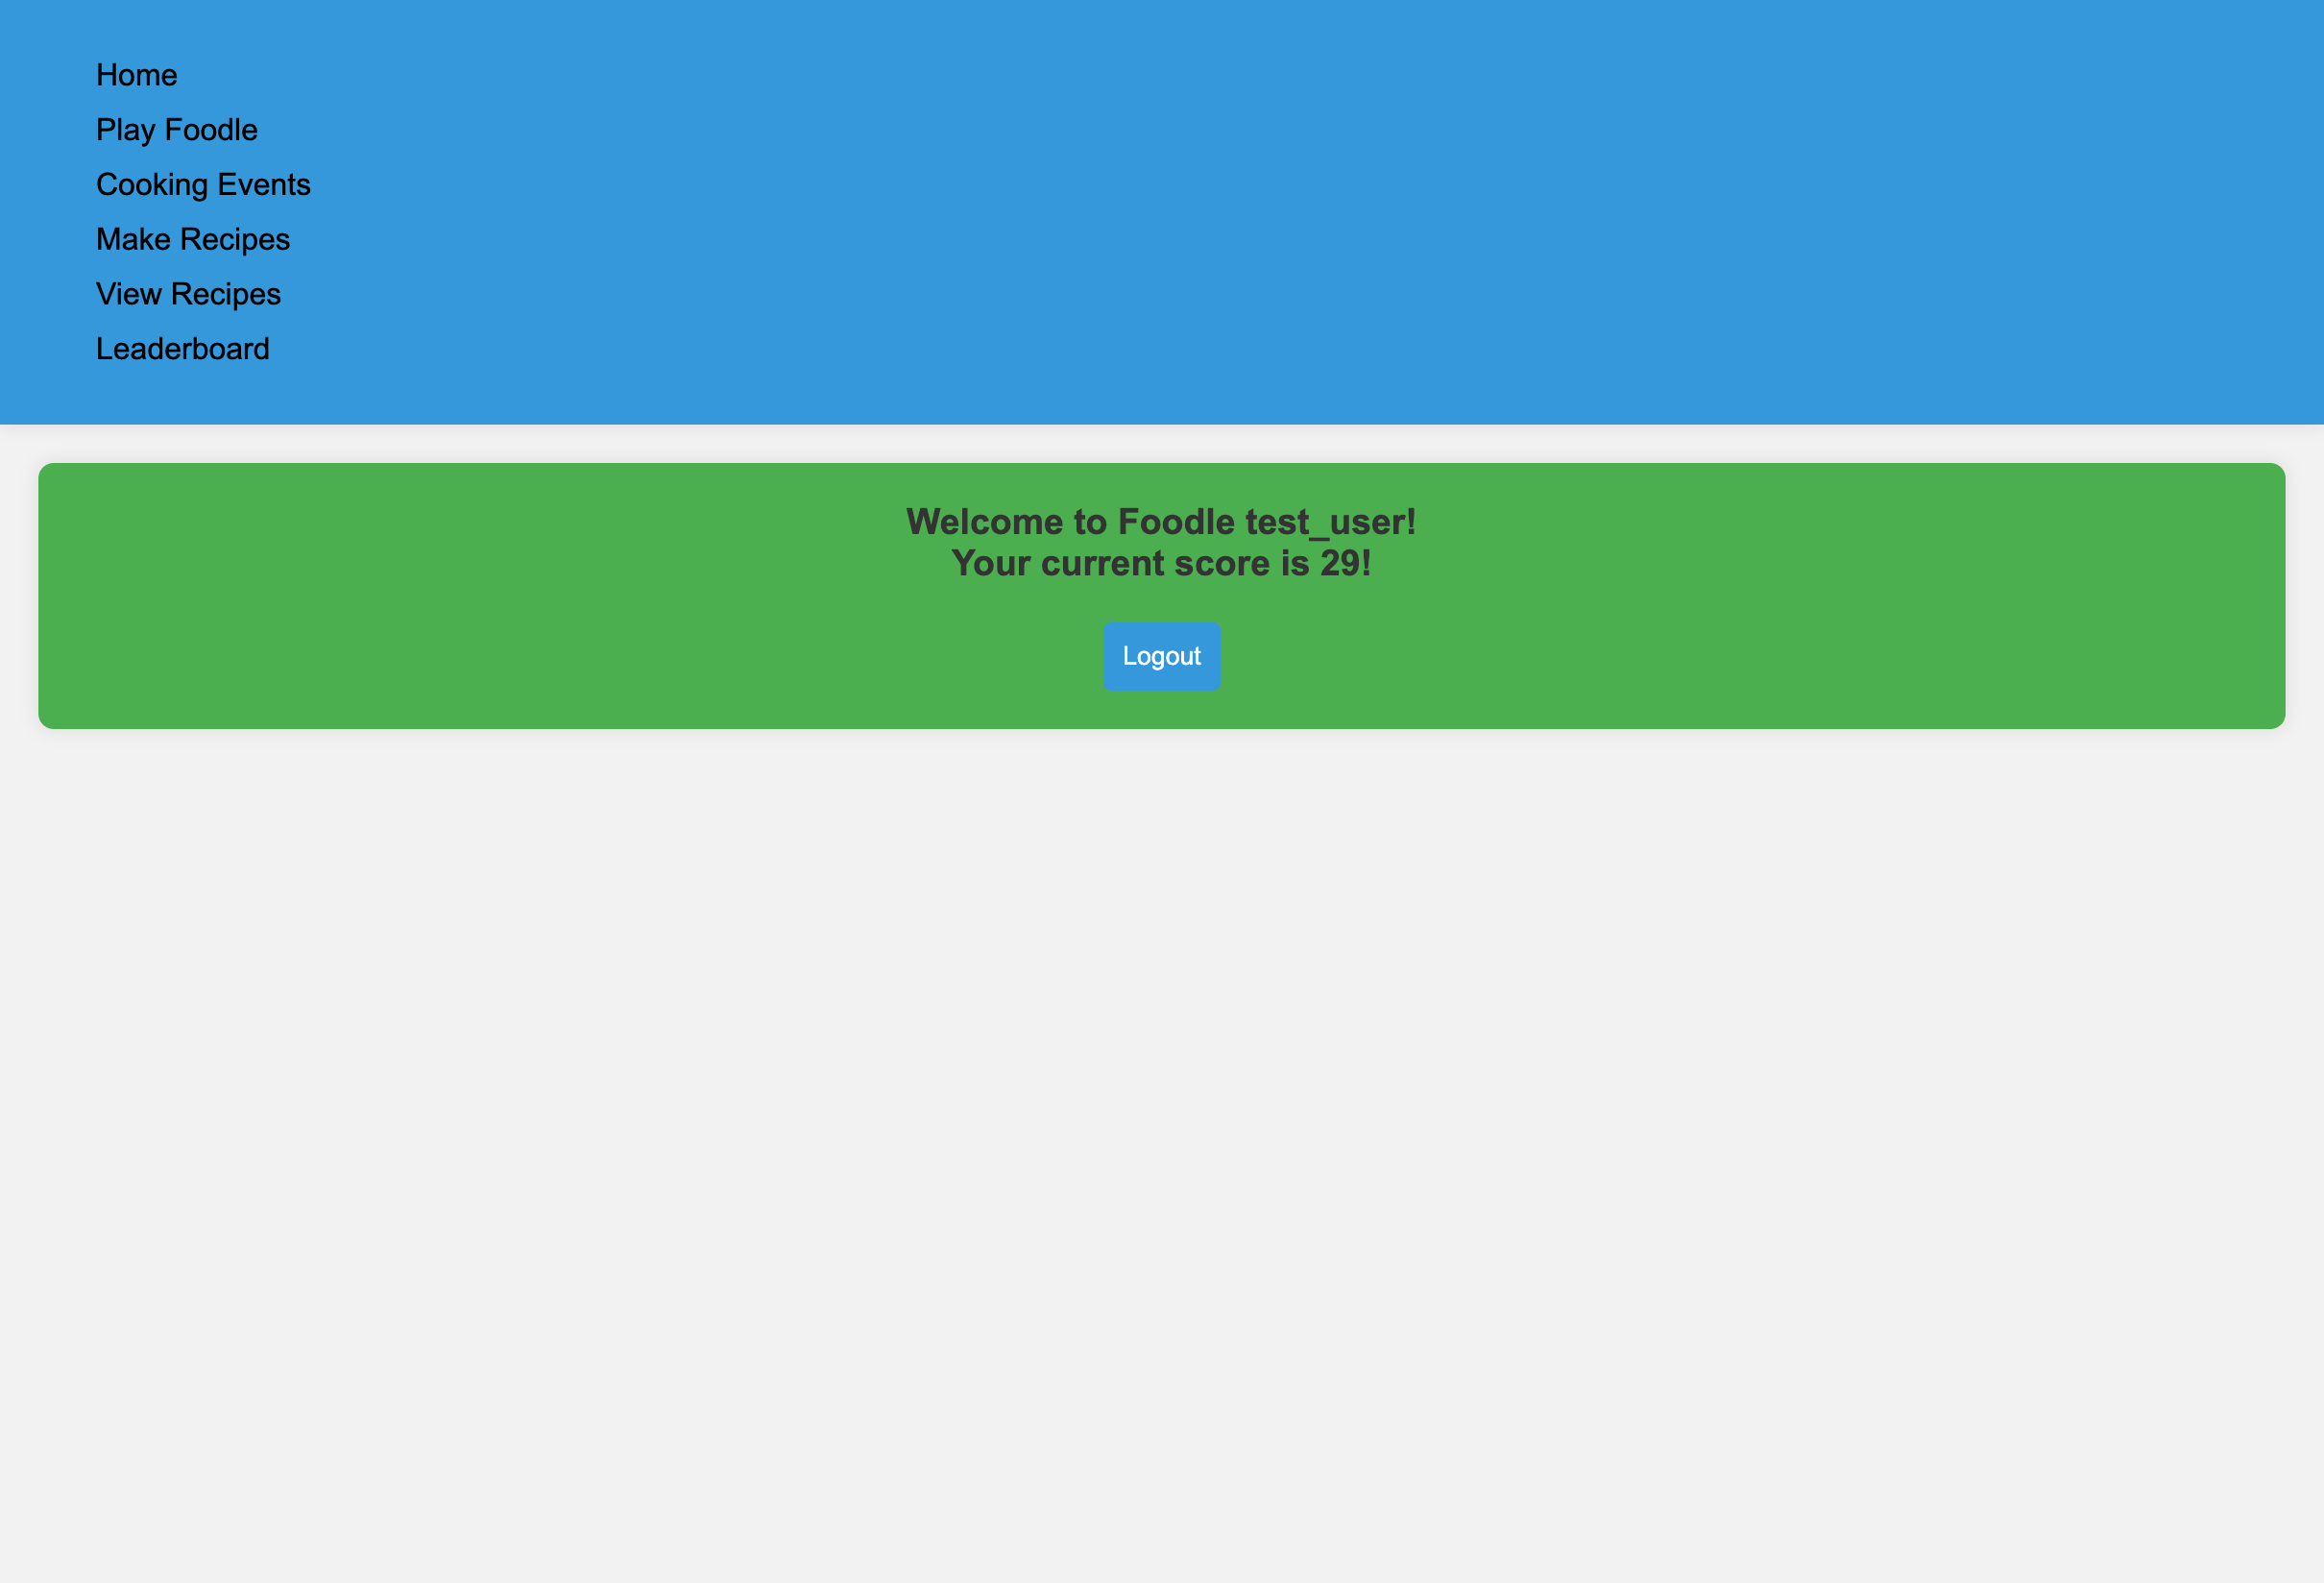 Home
Play Foodle
Cooking Events
Make Recipes
View Recipes
Leaderboard
Welcome to Foodle test_user!
Your current score is 29!
Logout